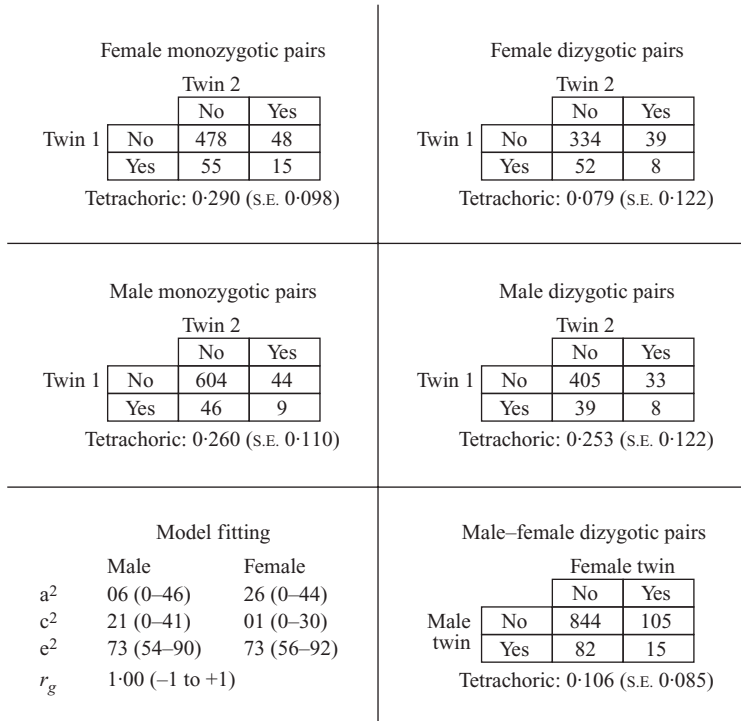 Female monozygotic pairs
Twin 2
No Yes
Twin 1 No 478 48
Yes 55 15
Tetrachoric: 0·290 (S.E. 0·098)
Female dizygotic pairs
Twin 2
No Yes
Twin 1 No 334 39
Yes 52 8
Tetrachoric: 0·079 (S.E. 0·122)
Male monozygotic pairs
Twin 2
No Yes
Twin 1 No 604 44
Yes 46 9
Tetrachoric: 0·260 (S.E. 0·110)
Male dizygotic pairs
Twin 2
No Yes
Twin 1 No 405 33
Yes 39 8
Tetrachoric: 0·253 (S.E. 0·122)
Model fitting
Male Female
a² 06 (0–46) 26 (0–44)
c² 21 (0–41) 01 (0–30)
e² 73 (54–90) 73 (56–92)
r_g 1·00 (–1 to +1)
Male–female dizygotic pairs
Female twin
No Yes
Male twin No 844 105
Yes 82 15
Tetrachoric: 0·106 (S.E. 0·085)